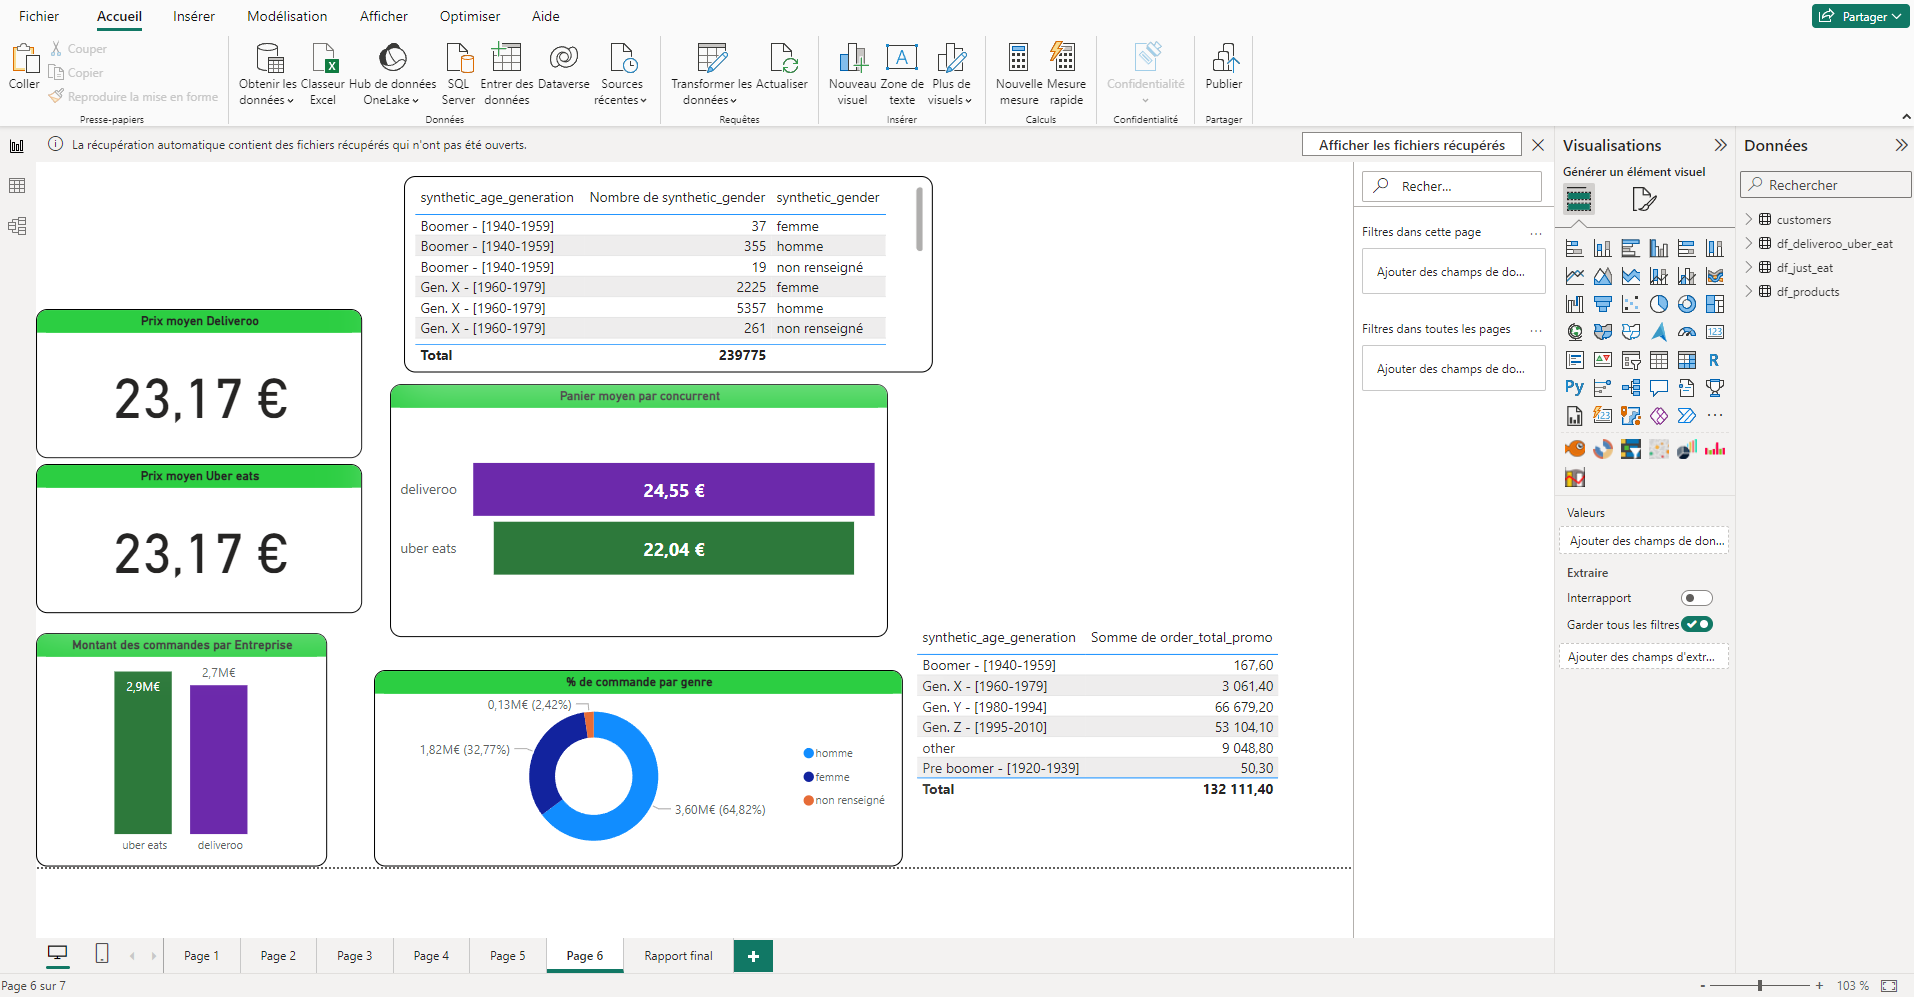 Fichier Accueil Insérer Modélisation Afficher Optimiser Aide Partager
Coller
Couper
Copier
Reproduire la mise en forme
Presse-papiers
Obtenir les données
Classeur Excel
Hub de données OneLake
SQL Server
Entrer des données
Dataverse
Sources récentes
Données
Transformer les données
Actualiser
Requêtes
Nouveau visuel
Zone de texte
Plus de visuels
Insérer
Nouvelle mesure
Mesure rapide
Calculs
Confidentialité
Confidentialité
Publier
Partager
La récupération automatique contient des fichiers récupérés qui n'ont pas été ouverts.
Afficher les fichiers récupérés
synthetic_age_generation Nombre de synthetic_gender synthetic_gender
Boomer - [1940-1959] 37 femme
Boomer - [1940-1959] 355 homme
Boomer - [1940-1959] 19 non renseigné
Gen. X - [1960-1979] 2225 femme
Gen. X - [1960-1979] 5357 homme
Gen. X - [1960-1979] 261 non renseigné
Total 239775
Prix moyen Deliveroo
23,17 €
Prix moyen Uber eats
23,17 €
Panier moyen par concurrent
deliveroo 24,55 €
uber eats 22,04 €
Montant des commandes par Entreprise
2,9M€ 2,7M€
uber eats deliveroo
% de commande par genre
0,13M€ (2,42%)
1,82M€ (32,77%)
3,60M€ (64,82%)
homme
femme
non renseigné
synthetic_age_generation Somme de order_total_promo
Boomer - [1940-1959] 167,60
Gen. X - [1960-1979] 3 061,40
Gen. Y - [1980-1994] 66 679,20
Gen. Z - [1995-2010] 53 104,10
other 9 048,80
Pre boomer - [1920-1939] 50,30
Total 132 111,40
Recher...
Filtres dans cette page ...
Ajouter des champs de do...
Filtres dans toutes les pages ...
Ajouter des champs de do...
Visualisations
Générer un élément visuel
R
Py
123
123
...
Valeurs
Ajouter des champs de don...
Extraire
Interrapport
Garder tous les filtres
Ajouter des champs d'extr...
Données
Rechercher
customers
df_deliveroo_uber_eat
df_just_eat
df_products
Page 1 Page 2 Page 3 Page 4 Page 5 Page 6 Rapport final +
Page 6 sur 7
- + 103 %